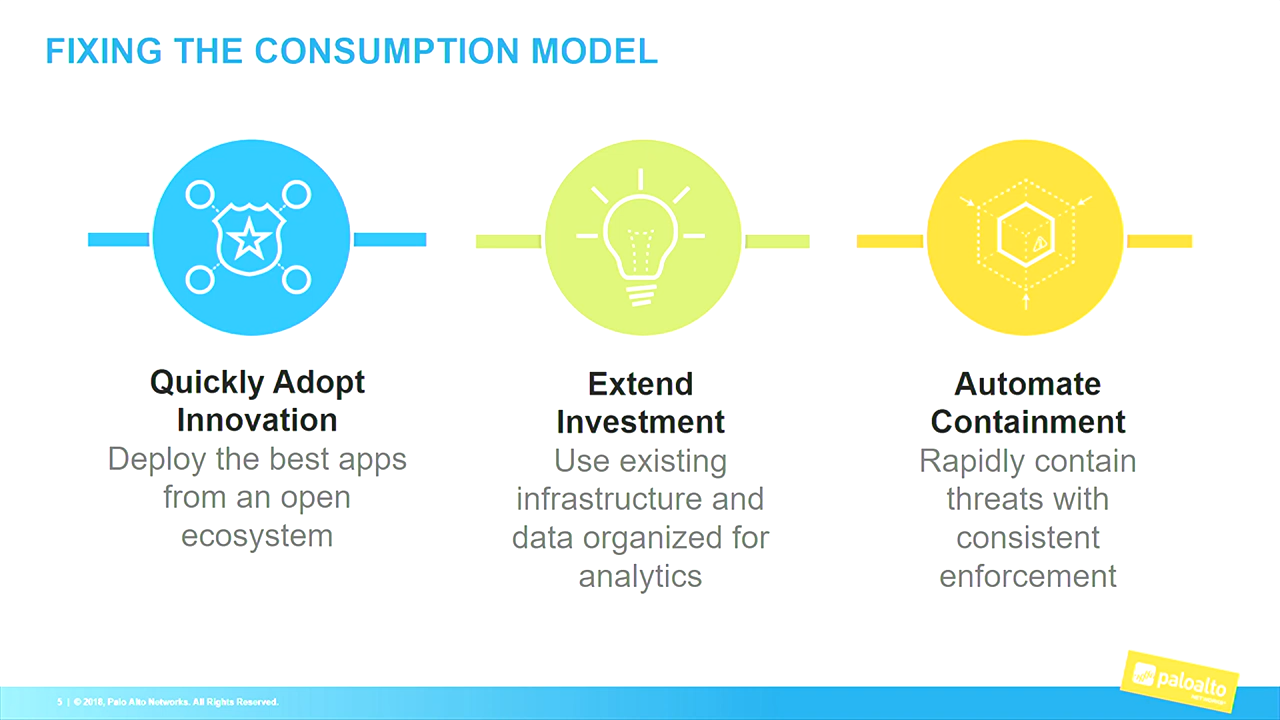 FIXING THE CONSUMPTION MODEL
Quickly Adopt
Innovation
Deploy the best apps
from an open
ecosystem
Extend
Investment
Use existing
infrastructure and
data organized for
analytics
Automate
Containment
Rapidly contain
threats with
consistent
enforcement
5 | © 2018, Palo Alto Networks. All Rights Reserved.
paloalto
NETWORKS